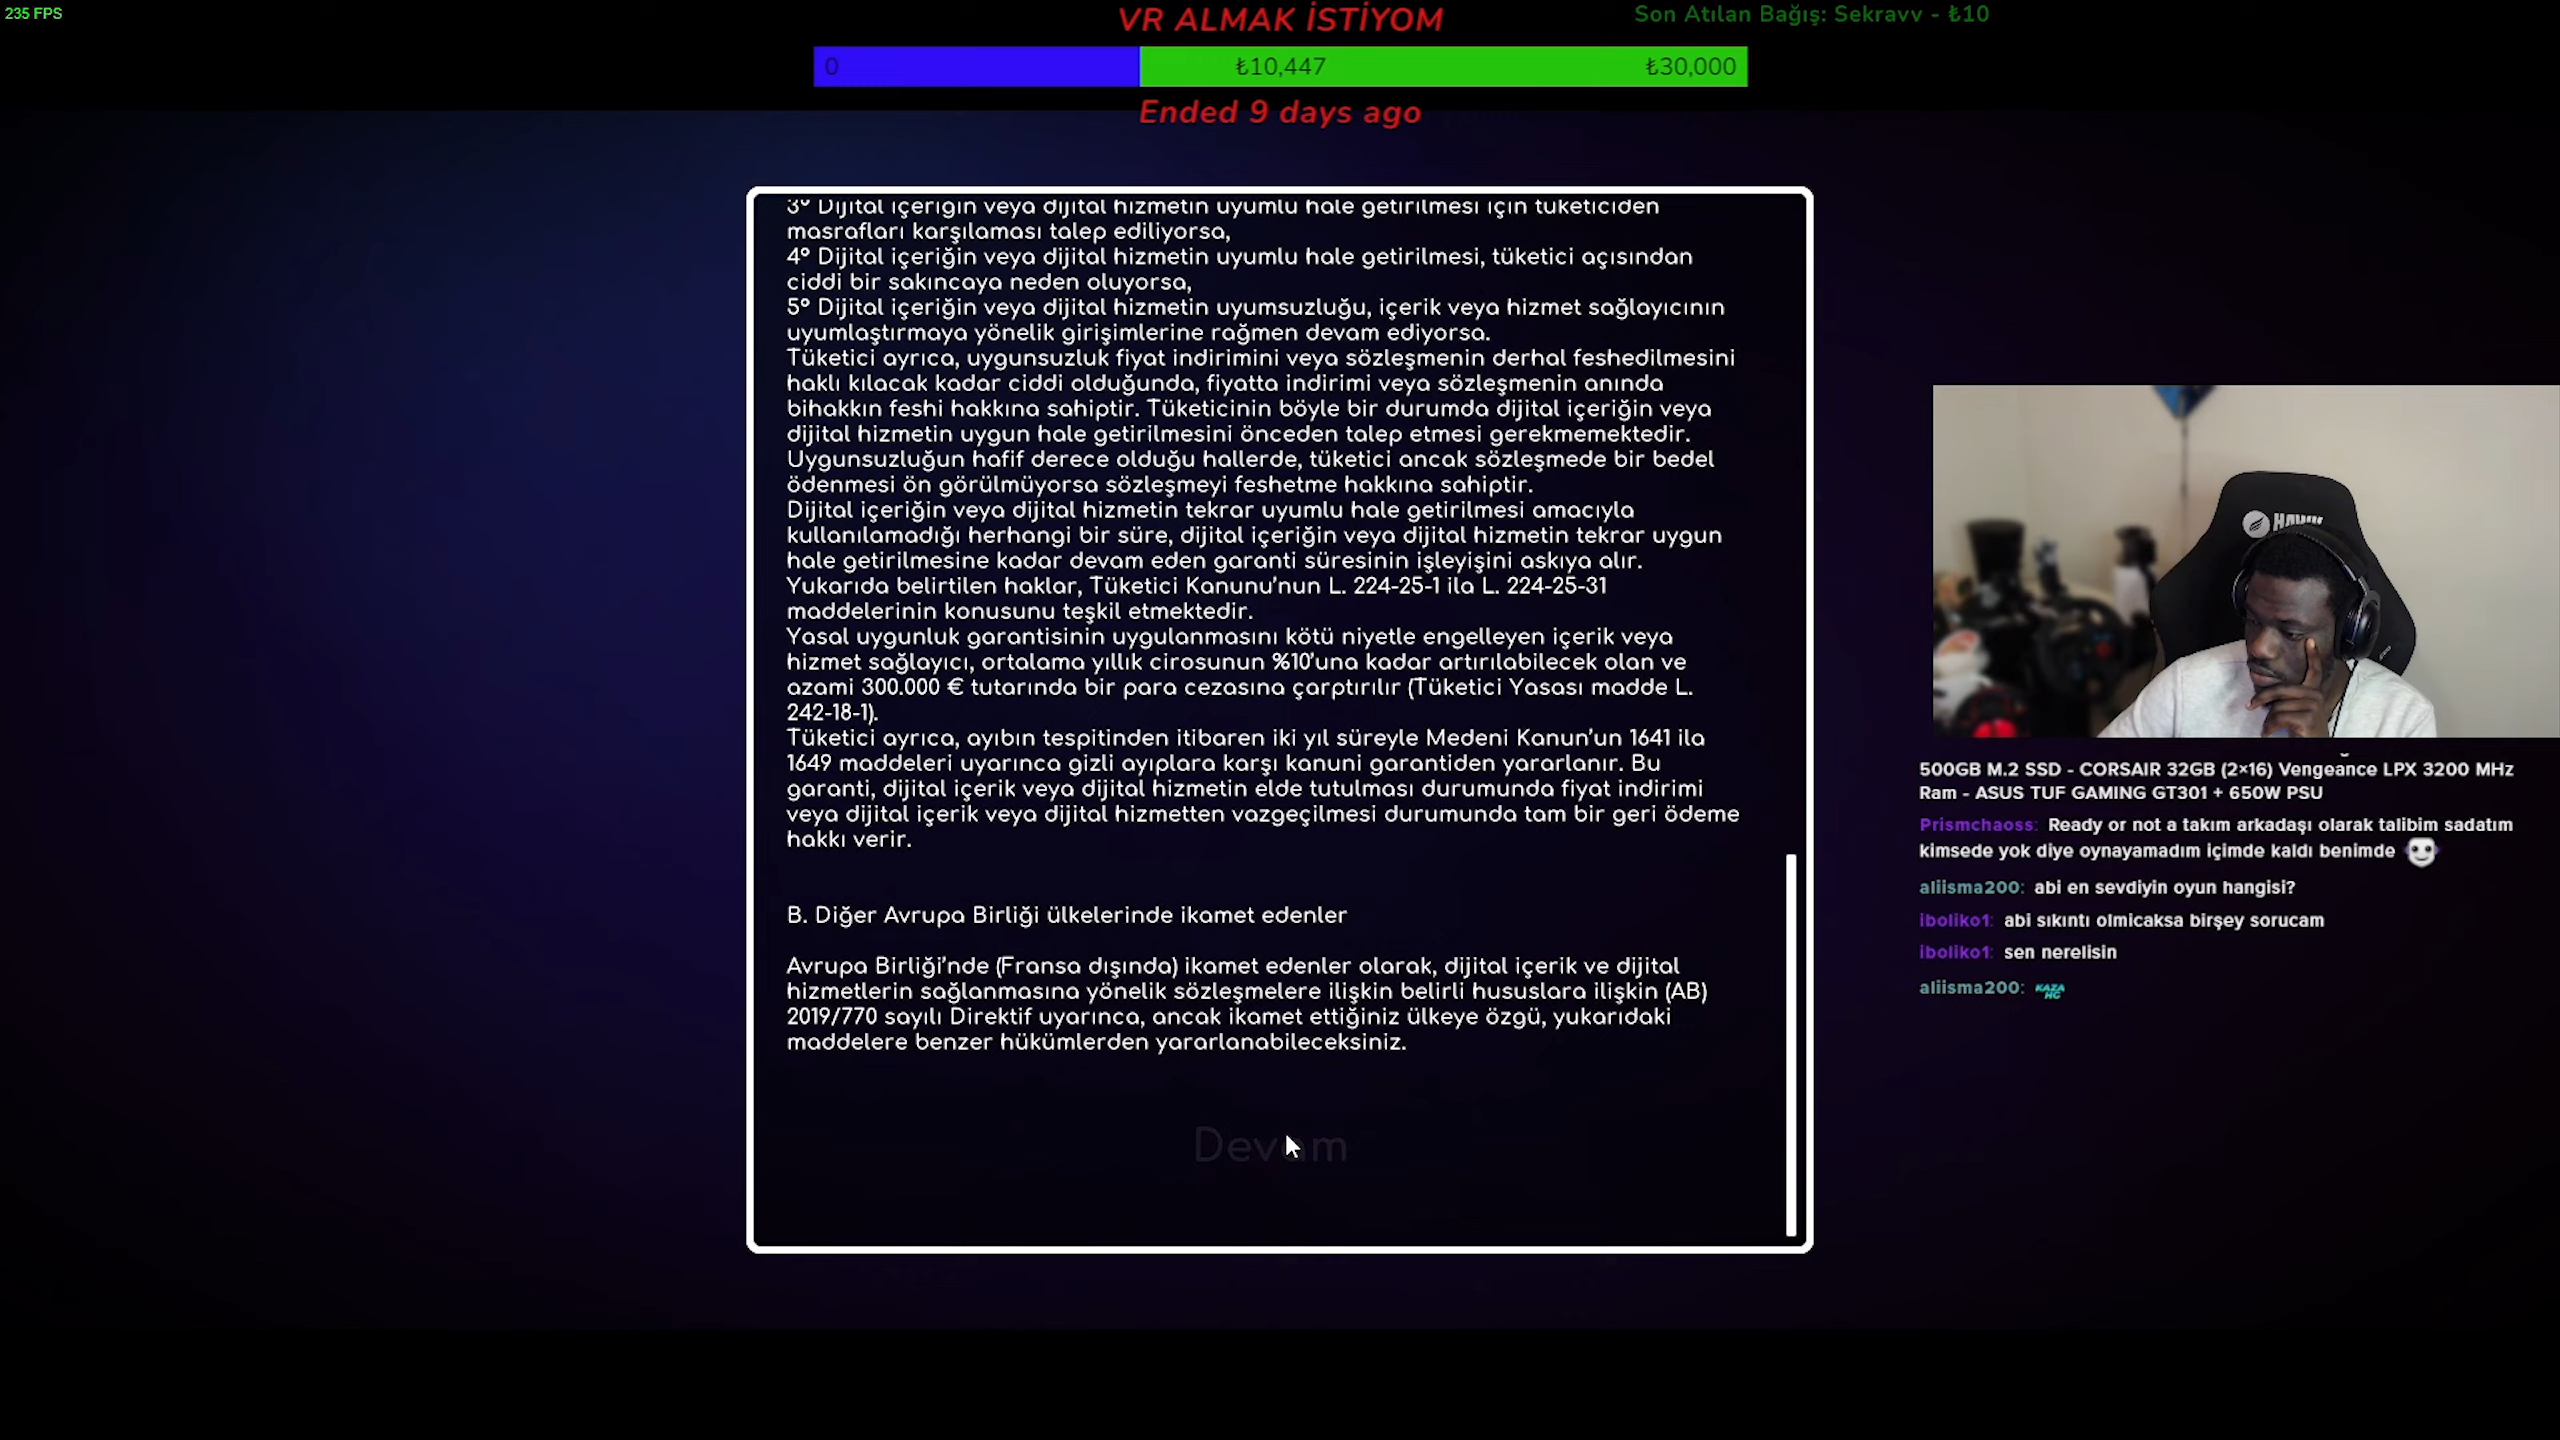 235 FPS
VR ALMAK İSTİYOM
Son Atılan Bağış: Sekravv - ₺10
0
₺10,447
₺30,000
Ended 9 days ago
3° Dijital içeriğin veya dijital hizmetin uyumlu hale getirilmesi için tüketiciden
masrafları karşılaması talep ediliyorsa,
4° Dijital içeriğin veya dijital hizmetin uyumlu hale getirilmesi, tüketici açısından
ciddi bir sakıncaya neden oluyorsa,
5° Dijital içeriğin veya dijital hizmetin uyumsuzluğu, içerik veya hizmet sağlayıcının
uyumlaştırmaya yönelik girişimlerine rağmen devam ediyorsa.
Tüketici ayrıca, uygunsuzluk fiyat indirimini veya sözleşmenin derhal feshedilmesini
haklı kılacak kadar ciddi olduğunda, fiyatta indirimi veya sözleşmenin anında
bihakkın feshi hakkına sahiptir. Tüketicinin böyle bir durumda dijital içeriğin veya
dijital hizmetin uygun hale getirilmesini önceden talep etmesi gerekmemektedir.
Uygunsuzluğun hafif derece olduğu hallerde, tüketici ancak sözleşmede bir bedel
ödenmesi ön görülmüyorsa sözleşmeyi feshetme hakkına sahiptir.
Dijital içeriğin veya dijital hizmetin tekrar uyumlu hale getirilmesi amacıyla
kullanılamadığı herhangi bir süre, dijital içeriğin veya dijital hizmetin tekrar uygun
hale getirilmesine kadar devam eden garanti süresinin işleyişini askıya alır.
Yukarıda belirtilen haklar, Tüketici Kanunu'nun L. 224-25-1 ila L. 224-25-31
maddelerinin konusunu teşkil etmektedir.
Yasal uygunluk garantisinin uygulanmasını kötü niyetle engelleyen içerik veya
hizmet sağlayıcı, ortalama yıllık cirosunun %10'una kadar artırılabilecek olan ve
azami 300.000 € tutarında bir para cezasına çarptırılır (Tüketici Yasası madde L.
242-18-1).
Tüketici ayrıca, ayıbın tespitinden itibaren iki yıl süreyle Medeni Kanun'un 1641 ila
1649 maddeleri uyarınca gizli ayıplara karşı kanuni garantiden yararlanır. Bu
garanti, dijital içerik veya dijital hizmetin elde tutulması durumunda fiyat indirimi
veya dijital içerik veya dijital hizmetten vazgeçilmesi durumunda tam bir geri ödeme
hakkı verir.
B. Diğer Avrupa Birliği ülkelerinde ikamet edenler
Avrupa Birliği'nde (Fransa dışında) ikamet edenler olarak, dijital içerik ve dijital
hizmetlerin sağlanmasına yönelik sözleşmelere ilişkin belirli hususlara ilişkin (AB)
2019/770 sayılı Direktif uyarınca, ancak ikamet ettiğiniz ülkeye özgü, yukarıdaki
maddelere benzer hükümlerden yararlanabileceksiniz.
Devam
500GB M.2 SSD - CORSAIR 32GB (2×16) Vengeance LPX 3200 MHz
Ram - ASUS TUF GAMING GT301 + 650W PSU
Prismchaoss: Ready or not a takım arkadaşı olarak talibim sadatım
kimsede yok diye oynayamadım içimde kaldı benimde
aliisma200: abi en sevdiyin oyun hangisi?
iboliko1: abi sıkıntı olmicaksa birşey sorucam
iboliko1: sen nerelisin
aliisma200: KAZA
HG